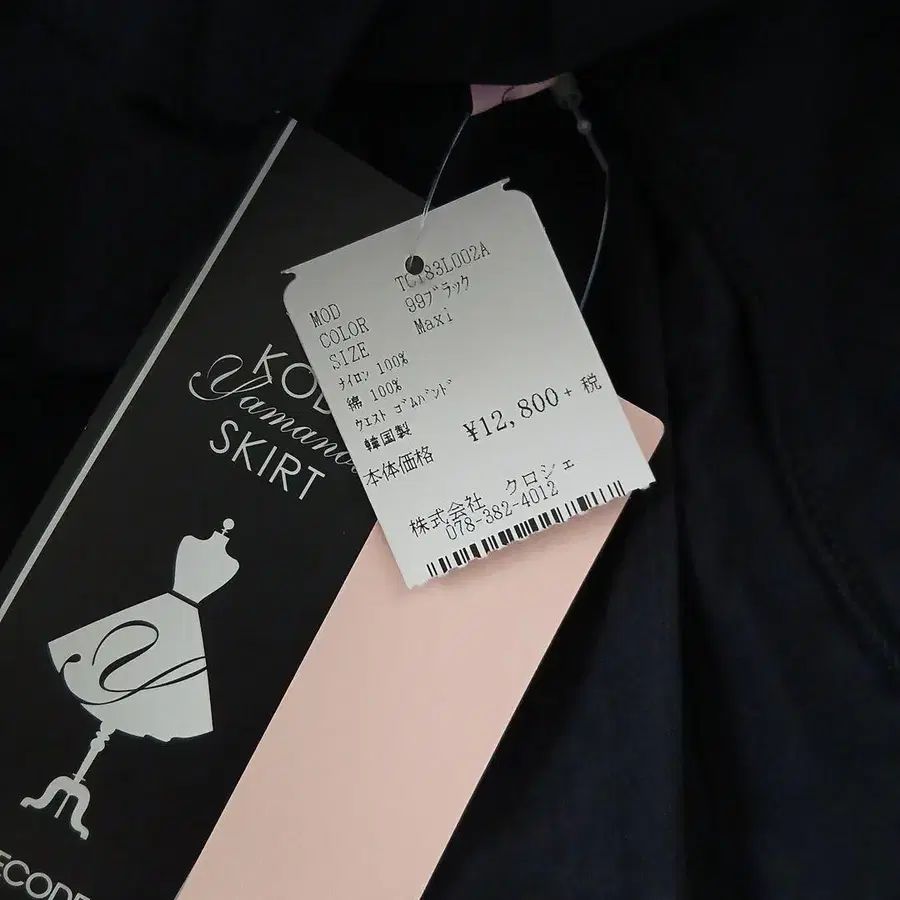 MOD TC183L002A
COLOR 99ブラック
SIZE Maxi
ナイロン 100%
綿 100%
ウエスト ゴムバンド
韓国製
本体価格 ¥12,800+ 税
株式会社 クロシェ
078-382-4012
SKIRT
Y